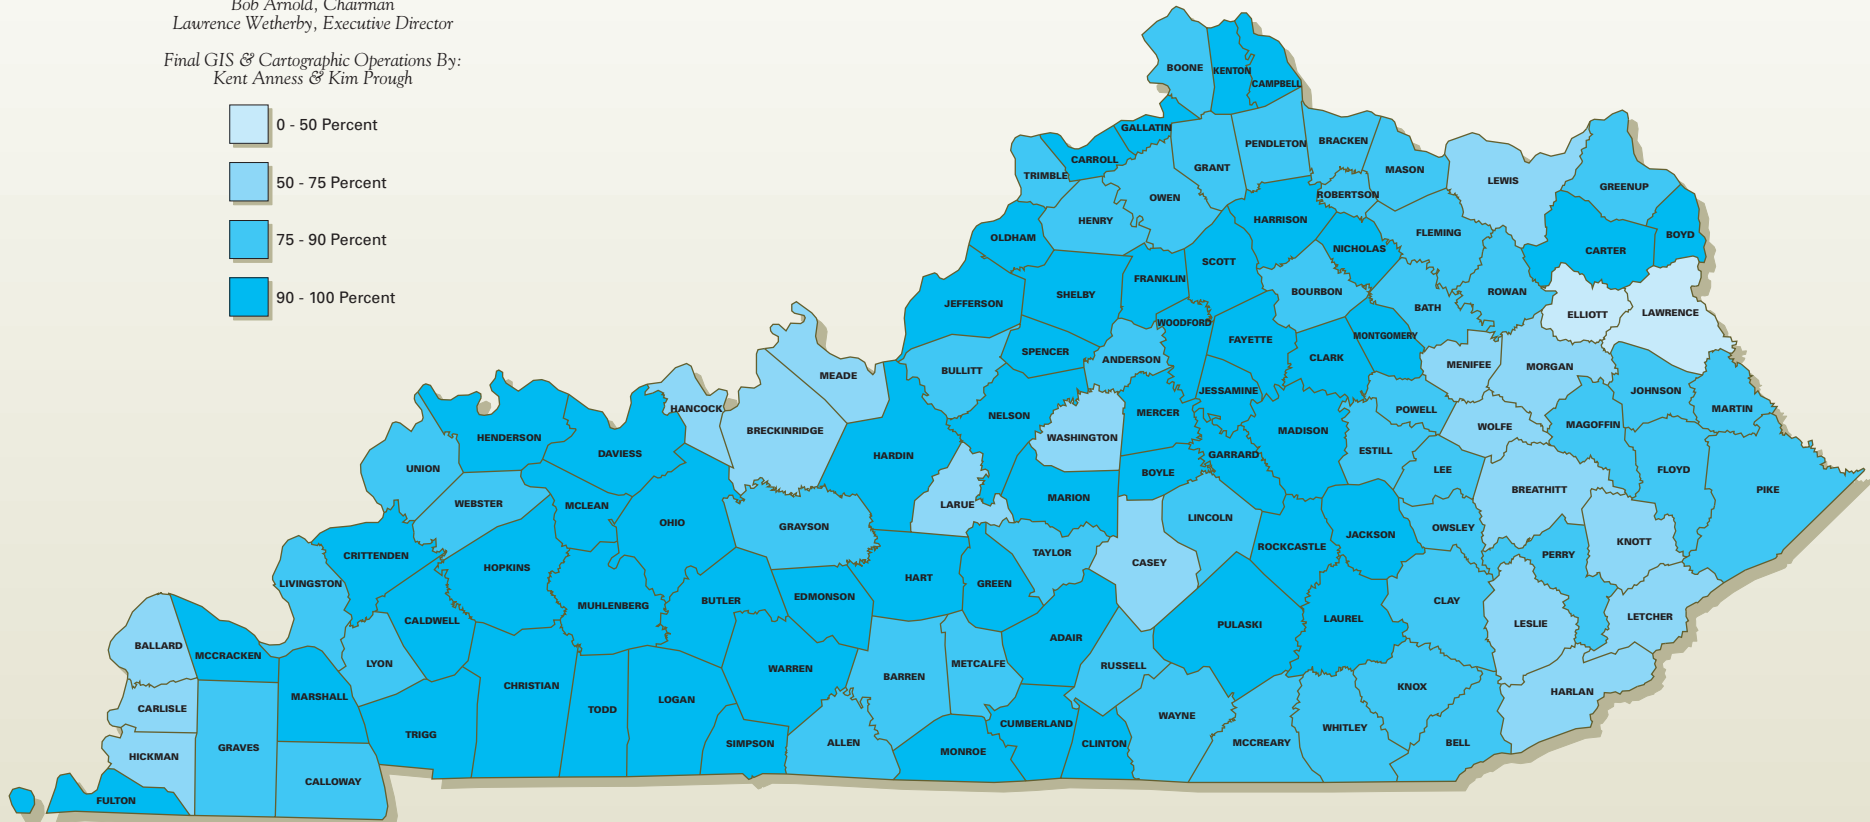 Bob Arnold, Chairman
Lawrence Wetherby, Executive Director
Final GIS & Cartographic Operations By:
Kent Anness & Kim Prough
0 - 50 Percent
50 - 75 Percent
75 - 90 Percent
90 - 100 Percent
BOONE
KENTON
CAMPBELL
GALLATIN
CARROLL
TRIMBLE
GRANT
PENDLETON
BRACKEN
MASON
LEWIS
GREENUP
OWEN
ROBERTSON
HENRY
HARRISON
FLEMING
OLDHAM
NICHOLAS
CARTER
BOYD
SCOTT
FRANKLIN
SHELBY
JEFFERSON
BOURBON
BATH
ROWAN
ELLIOTT
LAWRENCE
WOODFORD
FAYETTE
MONTGOMERY
SPENCER
ANDERSON
CLARK
BULLITT
MENIFEE
MORGAN
MEADE
JESSAMINE
JOHNSON
HANCOCK
NELSON
MERCER
POWELL
MARTIN
BRECKINRIDGE
WASHINGTON
MADISON
WOLFE
MAGOFFIN
HENDERSON
DAVIESS
HARDIN
GARRARD
ESTILL
UNION
BOYLE
LEE
FLOYD
BREATHITT
PIKE
WEBSTER
MCLEAN
LARUE
MARION
OHIO
GRAYSON
LINCOLN
OWSLEY
JACKSON
ROCKCASTLE
KNOTT
CRITTENDEN
TAYLOR
PERRY
CASEY
HOPKINS
HART
GREEN
LIVINGSTON
EDMONSON
BUTLER
MUHLENBERG
CLAY
CALDWELL
LETCHER
LAUREL
PULASKI
LESLIE
BALLARD
MCCRACKEN
ADAIR
LYON
METCALFE
RUSSELL
WARREN
BARREN
CHRISTIAN
KNOX
HARLAN
MARSHALL
LOGAN
CARLISLE
TODD
WAYNE
CUMBERLAND
WHITLEY
TRIGG
GRAVES
SIMPSON
ALLEN
CLINTON
MCCREARY
BELL
MONROE
HICKMAN
CALLOWAY
FULTON